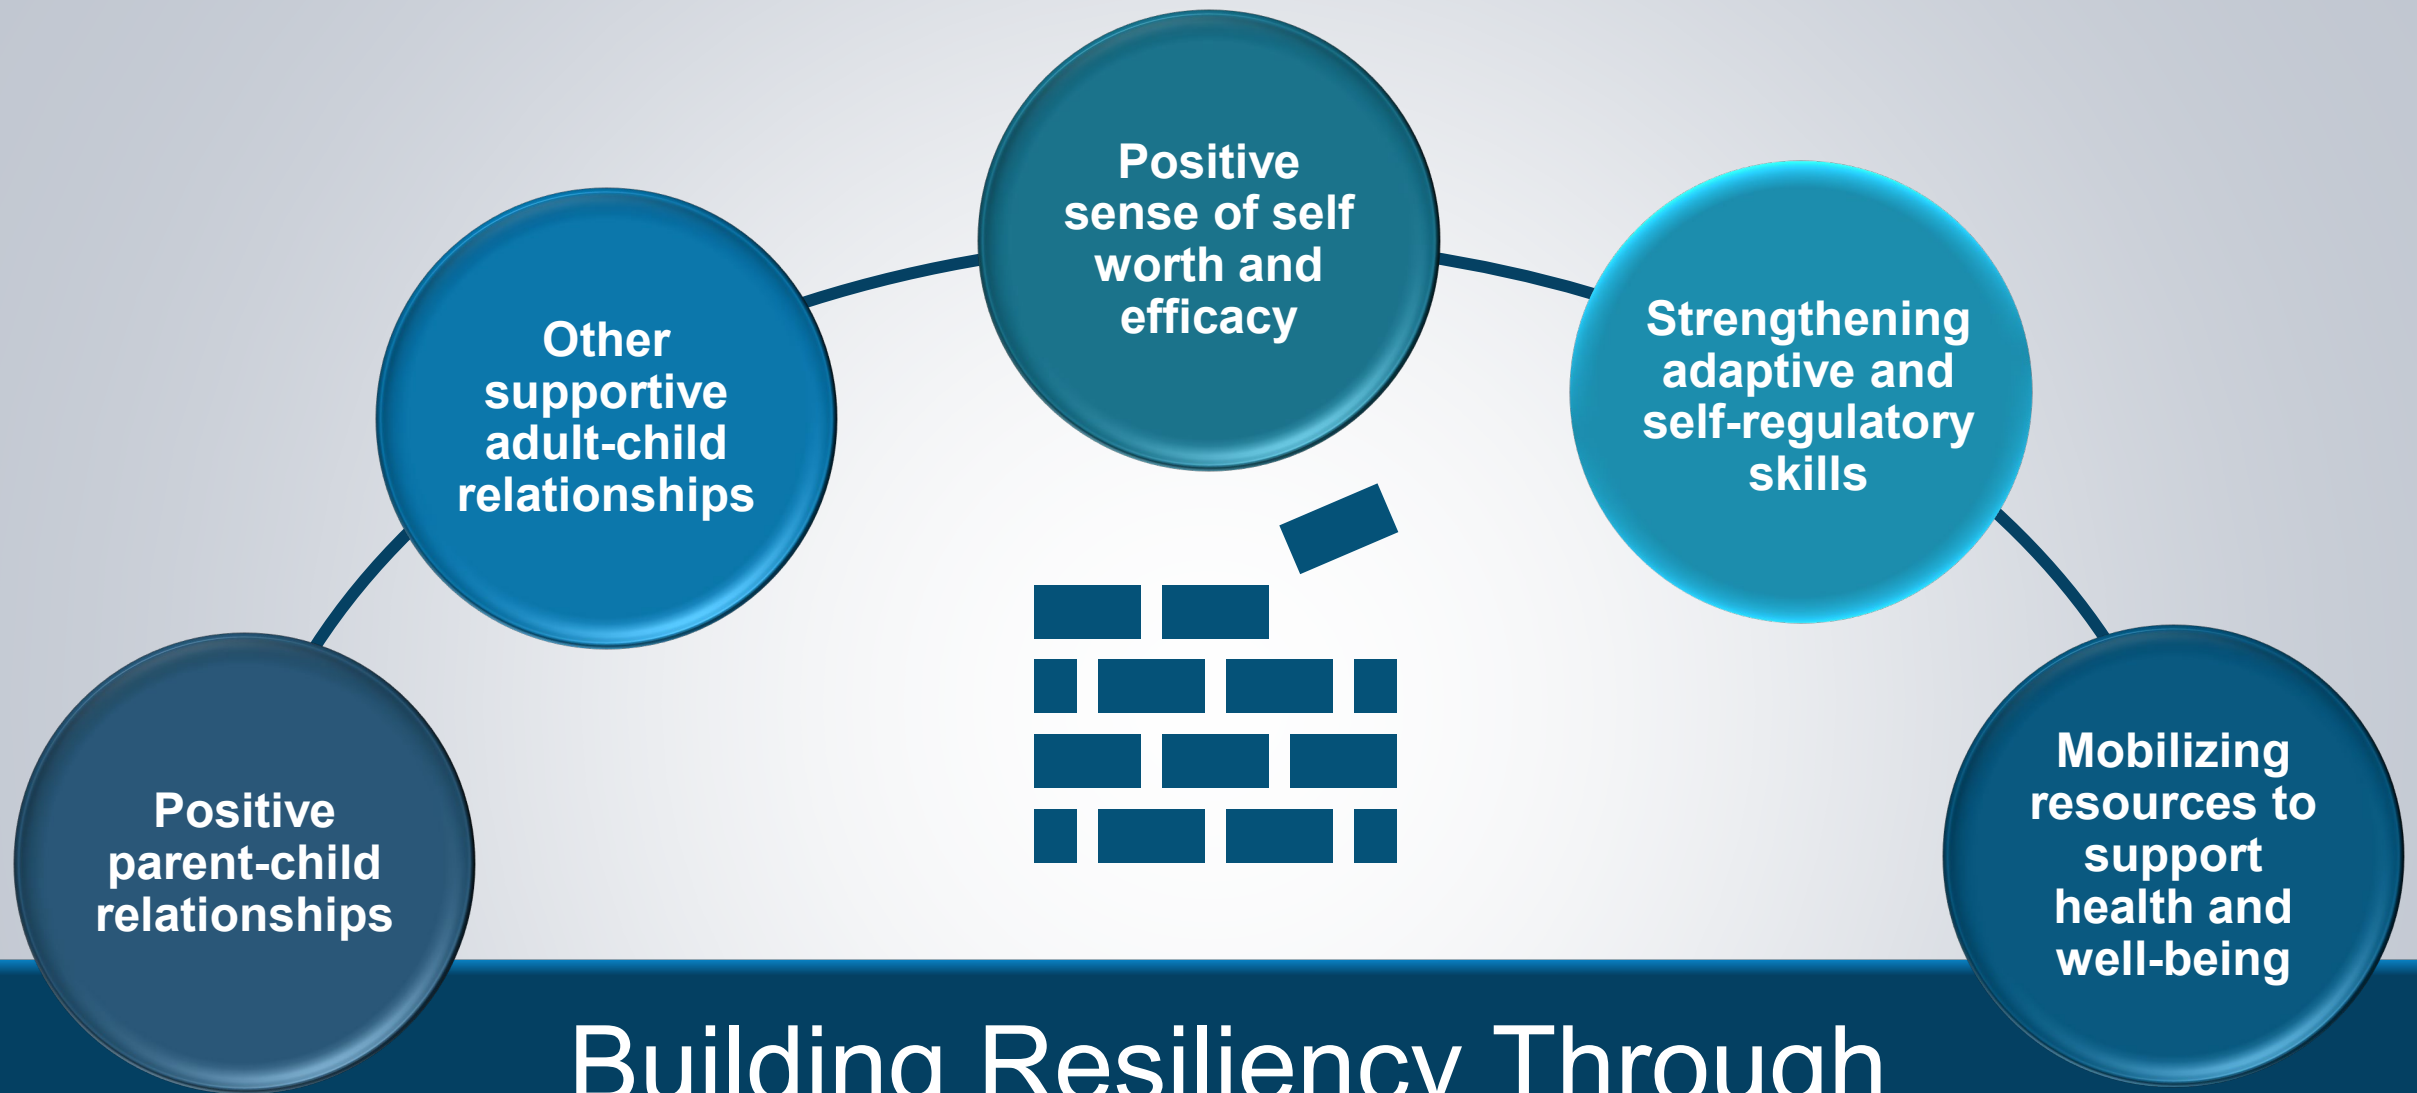 Positive
parent-child
relationships
Other
supportive
adult-child
relationships
Positive
sense of self
worth and
efficacy
Strengthening
adaptive and
self-regulatory
skills
Mobilizing
resources to
support
health and
well-being
Building Resiliency Through